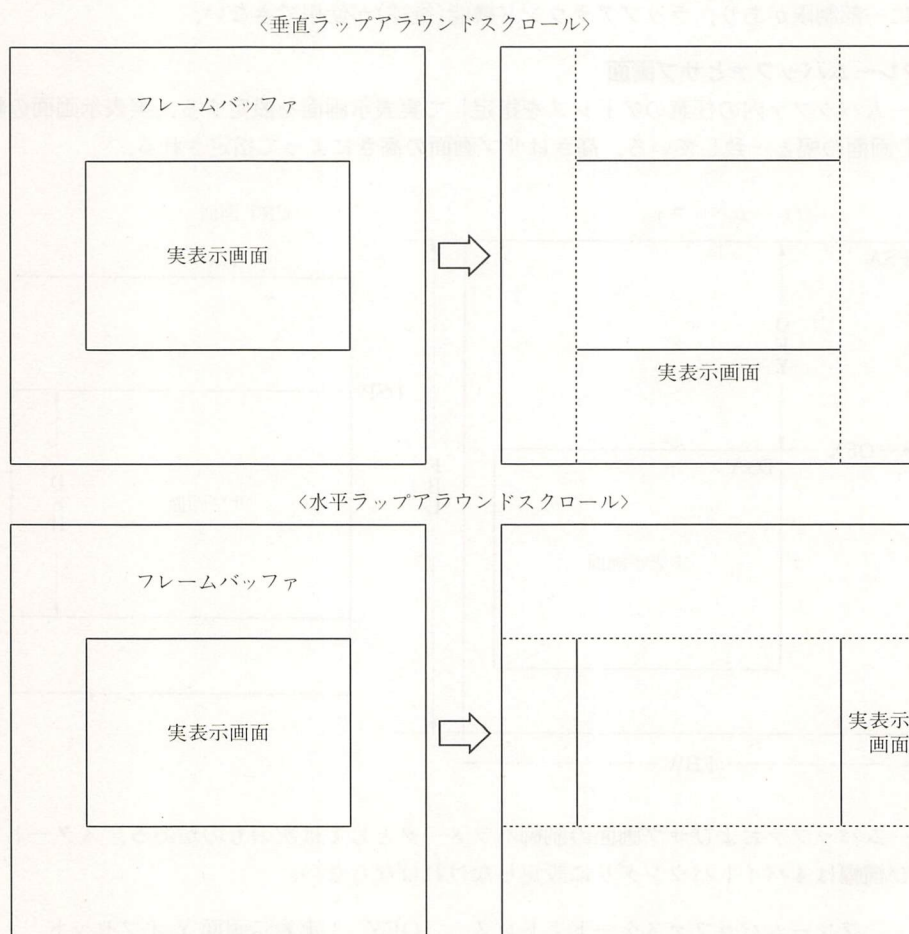 〈垂直ラップアラウンドスクロール〉
フレームバッファ
実表示画面
実表示画面
〈水平ラップアラウンドスクロール〉
フレームバッファ
実表示画面
実表示
画面